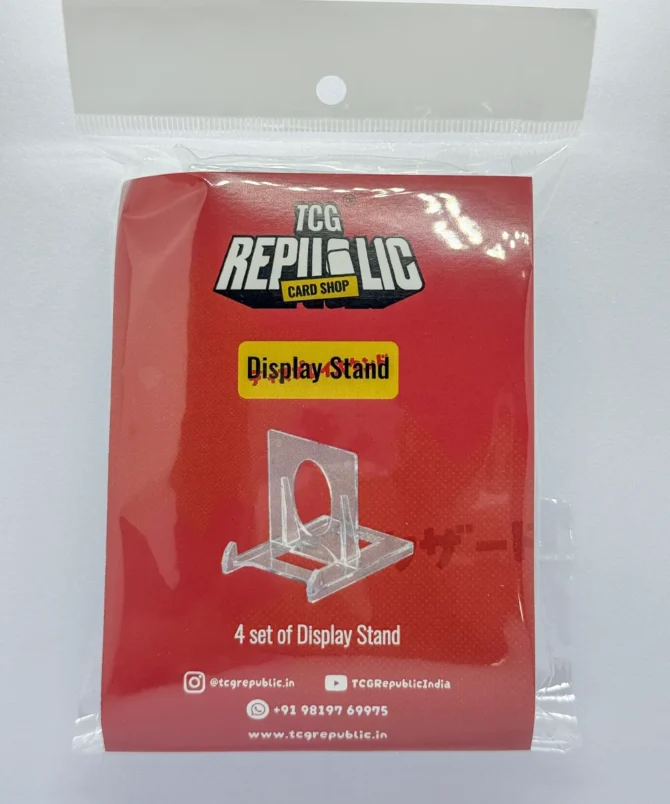 TCG
REPUBLIC
CARD SHOP
Display Stand
4 set of Display Stand
@tcgrepublic.in
TCGRepublicIndia
+91 98197 69975
www.tcgrepublic.in